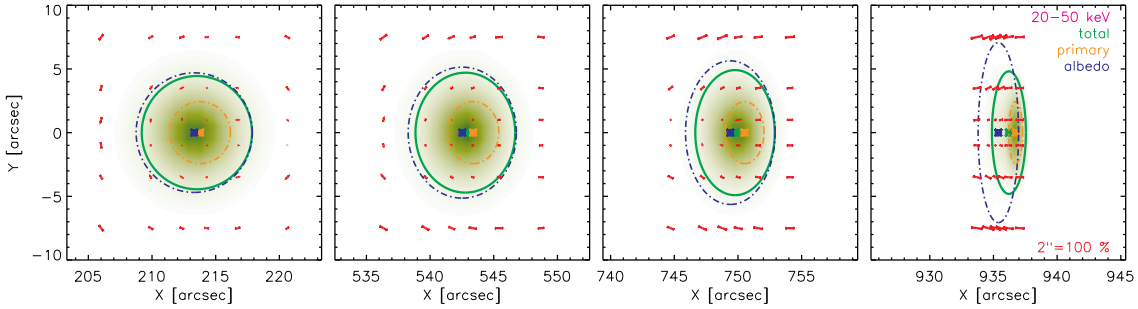 20-50 keV
total
primary
albedo
2"=100 %
10
5
0
-5
-10
Y [arcsec]
205 210 215 220
535 540 545 550
740 745 750 755
930 935 940 945
X [arcsec]
X [arcsec]
X [arcsec]
X [arcsec]